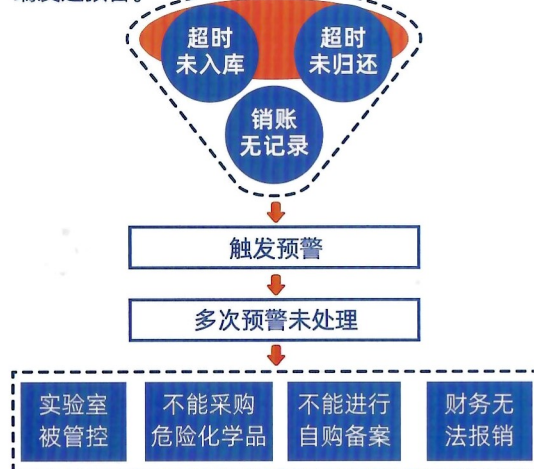 超时
未入库
超时
未归还
销账
无记录
触发预警
多次预警未处理
实验室
被管控
不能采购
危险化学品
不能进行
自购备案
财务无
法报销